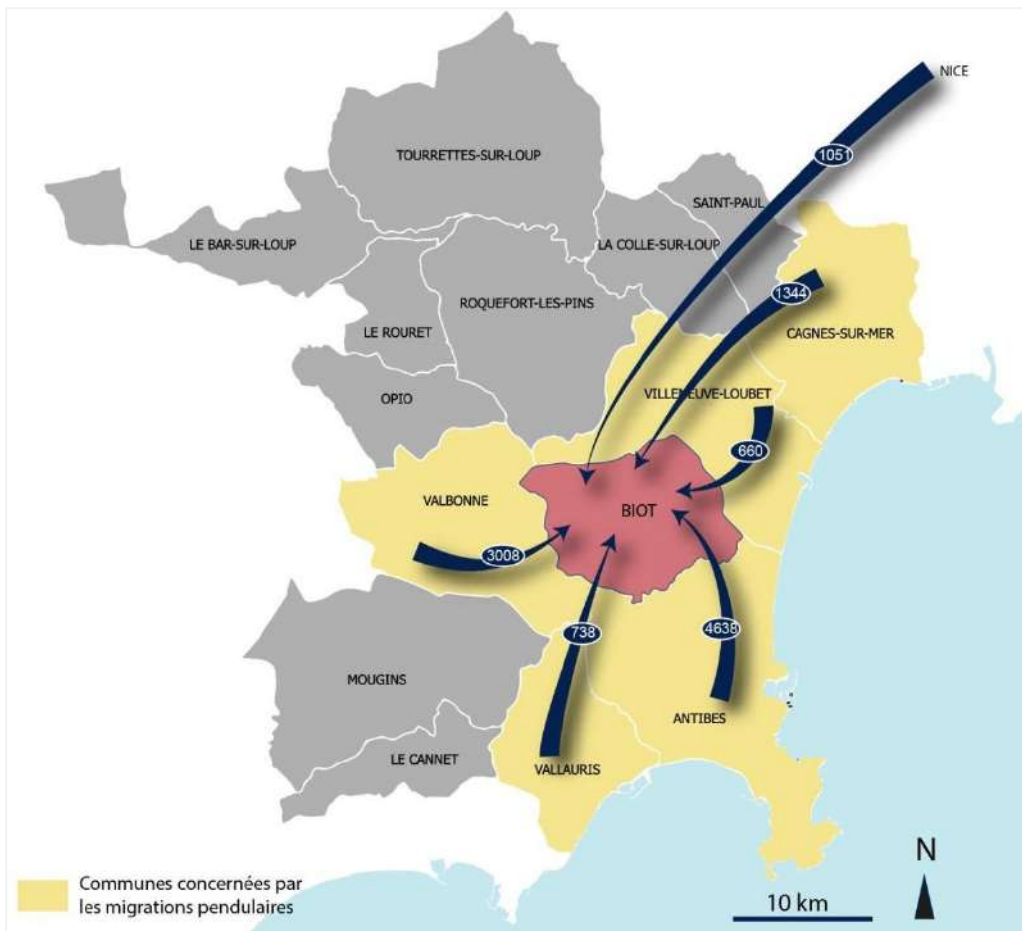 NICE
1051
TOURRETTES-SUR-LOUP
SAINT-PAUL
LE BAR-SUR-LOUP
LA COLLE-SUR-LOUP
1344
ROQUEFORT-LES-PINS
LE ROURET
CAGNES-SUR-MER
OPIO
VILLENEUVE-LOUBET
660
VALBONNE
BIOT
3008
738
4638
MOUGINS
ANTIBES
LE CANNET
VALLAURIS
N
Communes concernées par
les migrations pendulaires
10 km